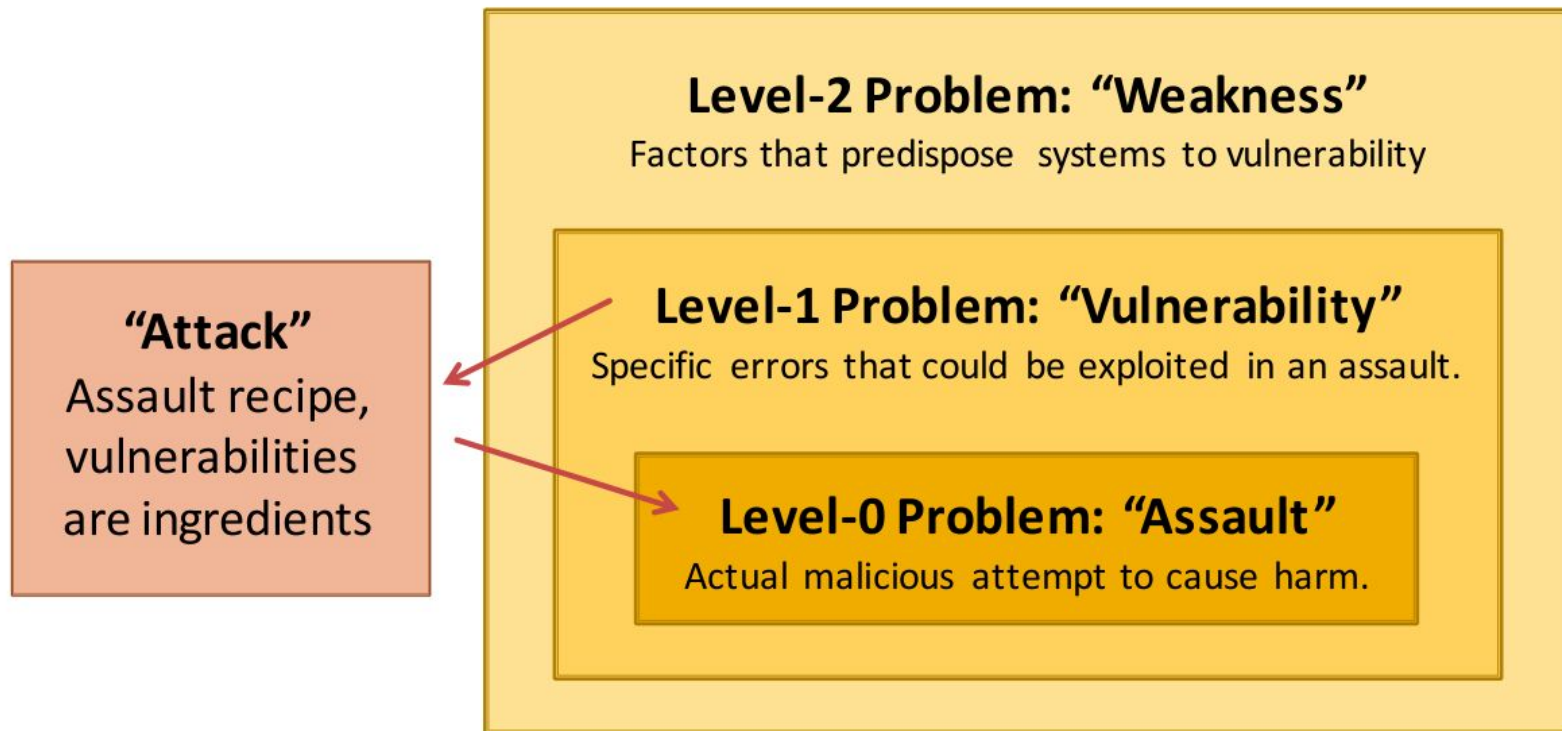 Level-2 Problem: “Weakness”
Factors that predispose systems to vulnerability
“Attack”
Assault recipe,
vulnerabilities
are ingredients
Level-1 Problem: “Vulnerability”
Specific errors that could be exploited in an assault.
Level-0 Problem: “Assault”
Actual malicious attempt to cause harm.